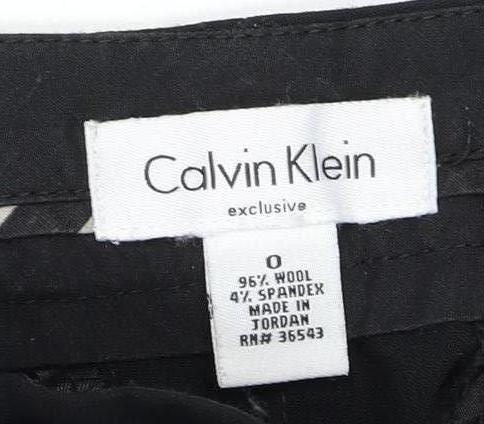 Calvin Klein
exclusive
0
96% WOOL
4% SPANDEX
MADE IN
JORDAN
RN# 36543